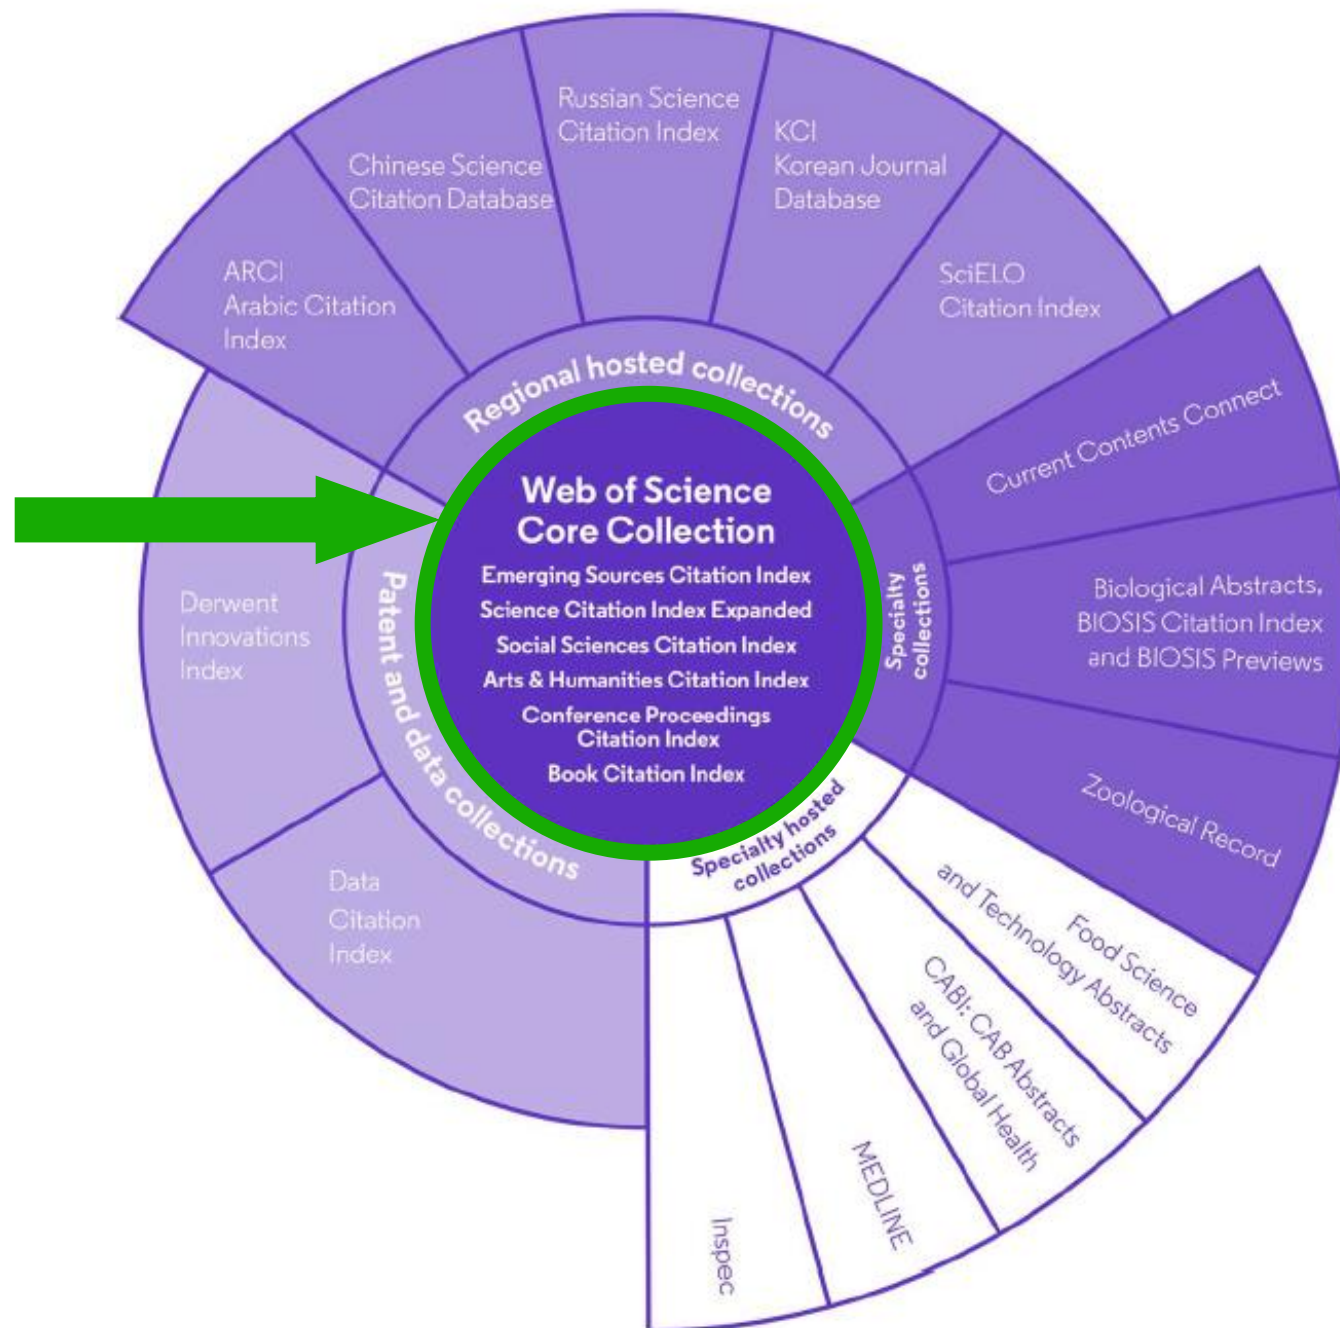 Russian Science
Citation Index
KCI
Korean Journal
Database
Chinese Science
Citation Database
SciELO
Citation Index
ARCI
Arabic Citation
Index
Regional hosted collections
Current Contents Connect
Web of Science
Core Collection
Emerging Sources Citation Index
Science Citation Index Expanded
Social Sciences Citation Index
Arts & Humanities Citation Index
Conference Proceedings
Citation Index
Book Citation Index
Specialty
collections
Biological Abstracts,
BIOSIS Citation Index
and BIOSIS Previews
Zoological Record
Patent and data collections
Derwent
Innovations
Index
Data
Citation
Index
Specialty hosted
collections
Food Science
and Technology Abstracts
CABI: CAB Abstracts
and Global Health
MEDLINE
Inspec